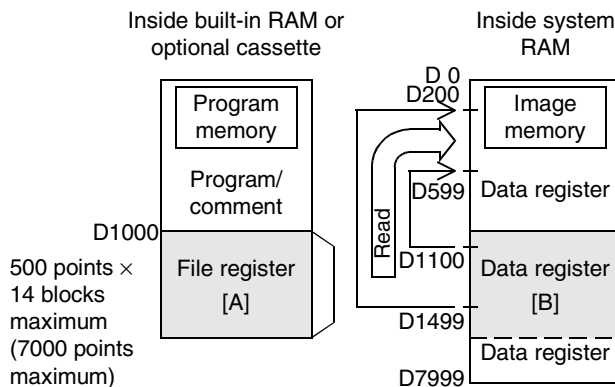 Inside built-in RAM or
optional cassette
Program
memory
Program/
comment
D1000
File register
[A]
500 points ×
14 blocks
maximum
(7000 points
maximum)
Inside system
RAM
D 0
D200
Image
memory
D599
Data register
Read
D1100
Data register
[B]
D1499
Data register
D7999